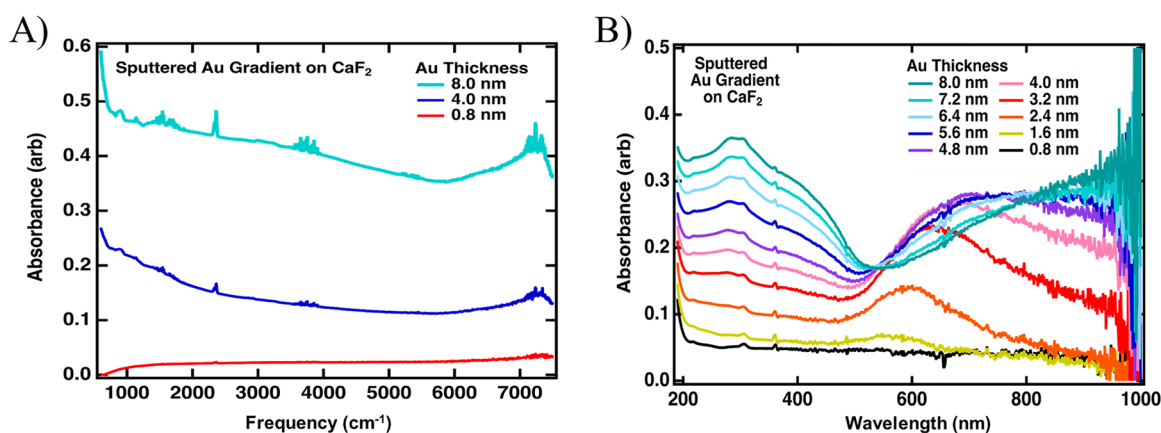 A)
0.6
0.5
0.4
0.3
0.2
0.1
0.0
Absorbance (arb)
Sputtered Au Gradient on CaF₂
Au Thickness
8.0 nm
4.0 nm
0.8 nm
1000 2000 3000 4000 5000 6000 7000
Frequency (cm⁻¹)
B)
0.5
0.4
0.3
0.2
0.1
0.0
Absorbance (arb)
Sputtered
Au Gradient
on CaF₂
Au Thickness
8.0 nm 4.0 nm
7.2 nm 3.2 nm
6.4 nm 2.4 nm
5.6 nm 1.6 nm
4.8 nm 0.8 nm
200 400 600 800 1000
Wavelength (nm)